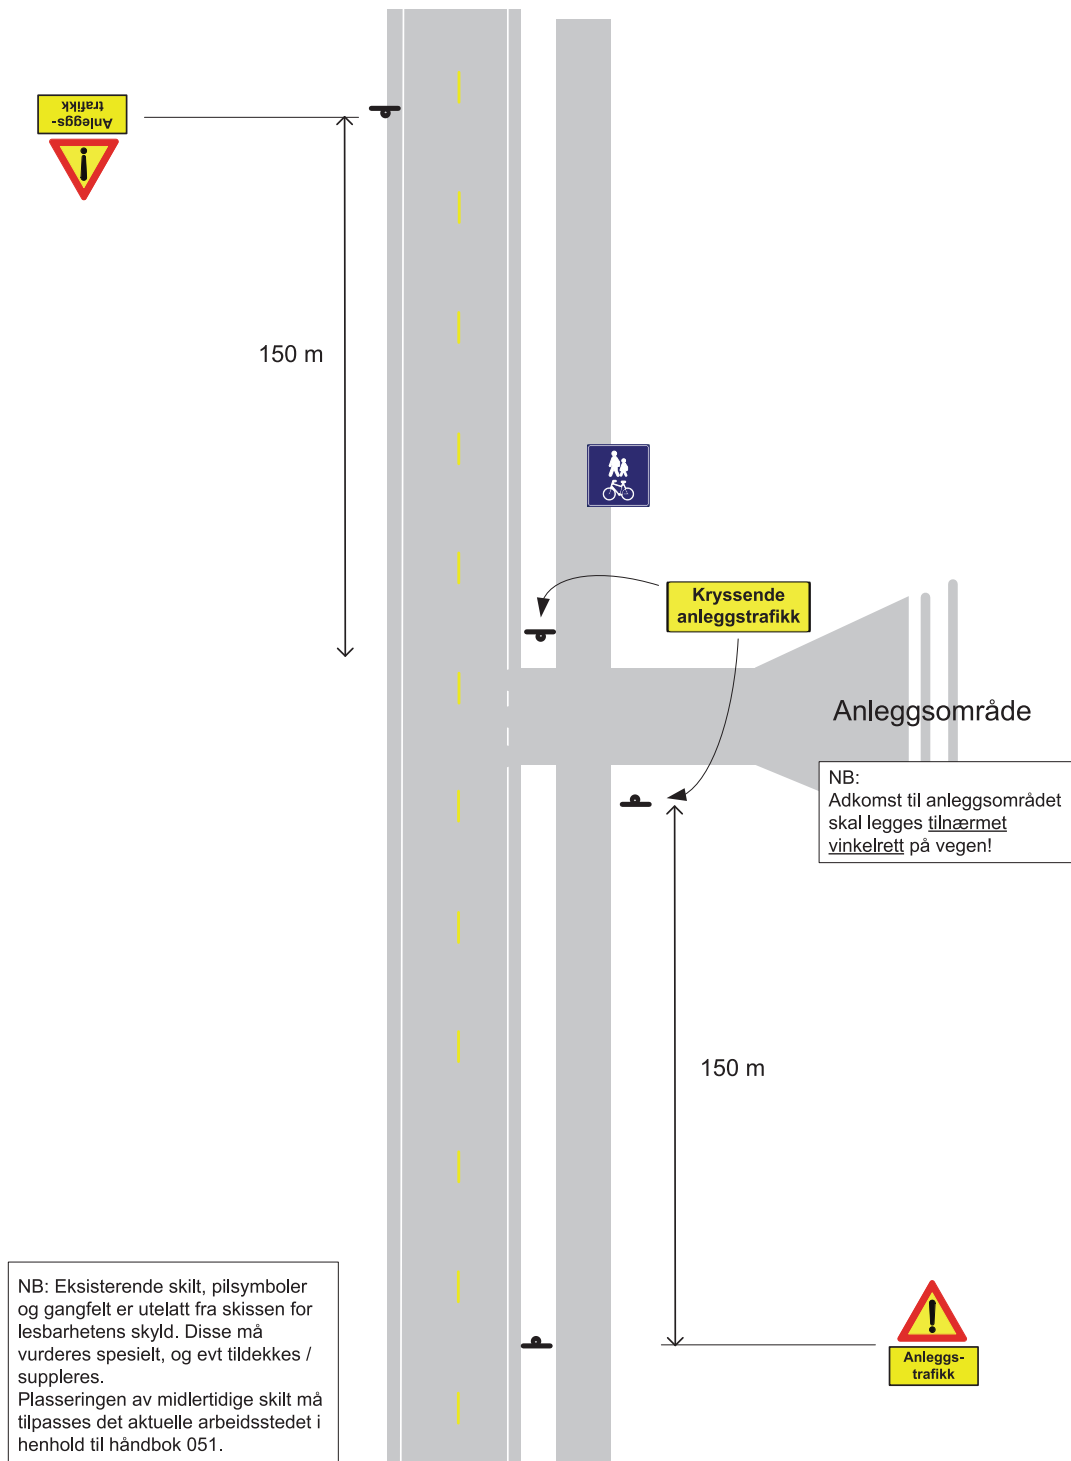 Anleggs-
trafikk
150 m
Kryssende
anleggstrafikk
Anleggsområde
NB:
Adkomst til anleggsområdet
skal legges tilnærmet
vinkelrett på vegen!
150 m
NB: Eksisterende skilt, pilsymboler
og gangfelt er utelatt fra skissen for
lesbarhetens skyld. Disse må
vurderes spesielt, og evt tildekkes /
suppleres.
Plasseringen av midlertidige skilt må
tilpasses det aktuelle arbeidsstedet i
henhold til håndbok 051.
Anleggs-
trafikk